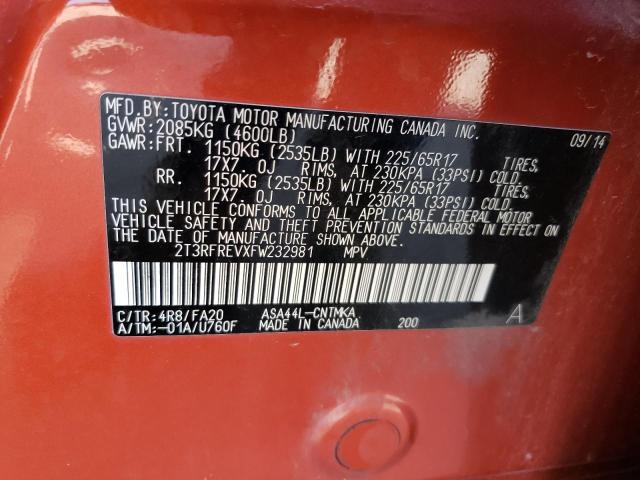 MFD.BY:TOYOTA MOTOR MANUFACTURING CANADA INC.
GVWR:2085KG (4600LB) 09/14
GAWR:FRT. 1150KG (2535LB) WITH 225/65R17 TIRES,
17X7.0J RIMS, AT 230KPA (33PSI) COLD
RR. 1150KG (2535LB) WITH 225/65R17 TIRES,
17X7.0J RIMS, AT 230KPA (33PSI) COLD.
THIS VEHICLE CONFORMS TO ALL APPLICABLE FEDERAL MOTOR
VEHICLE SAFETY AND THEFT PREVENTION STANDARDS IN EFFECT ON
THE DATE OF MANUFACTURE SHOWN ABOVE.
2T3RFREVXFW232981 MPV
C/TR:4R8/FA20 ASA44L-CNTMKA
A/TM:-01A/U760F MADE IN CANADA 200 A